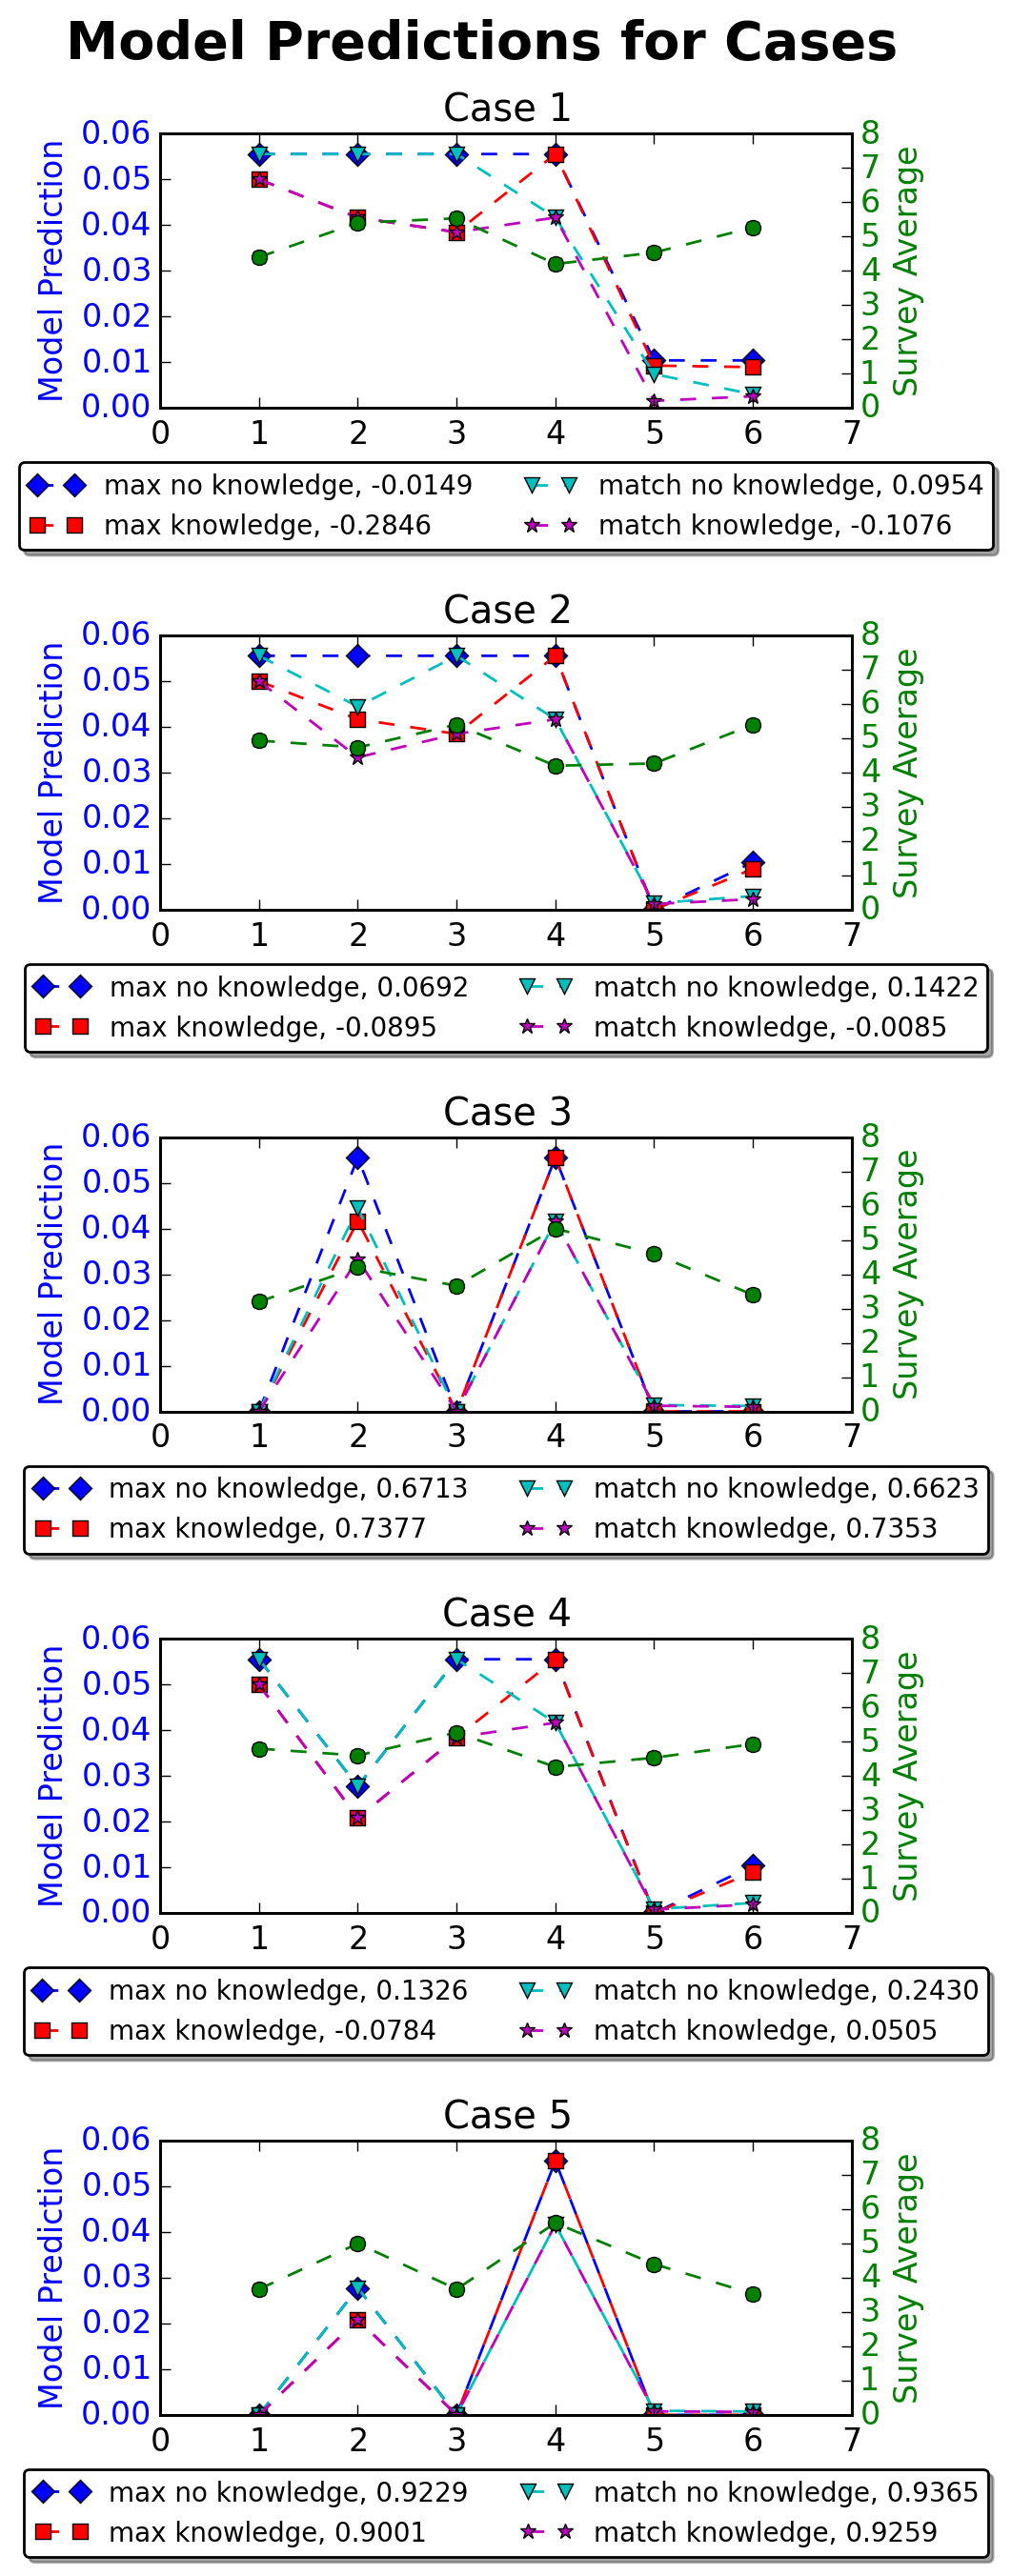 Model Predictions for Cases
Case 1
Model Prediction
0.06
0.05
0.04
0.03
0.02
0.01
0.00
8
7
6
5
4
3
2
1
0
Survey Average
0 1 2 3 4 5 6 7
max no knowledge, -0.0149 match no knowledge, 0.0954
max knowledge, -0.2846 match knowledge, -0.1076
Case 2
Model Prediction
0.06
0.05
0.04
0.03
0.02
0.01
0.00
8
7
6
5
4
3
2
1
0
Survey Average
0 1 2 3 4 5 6 7
max no knowledge, 0.0692 match no knowledge, 0.1422
max knowledge, -0.0895 match knowledge, -0.0085
Case 3
Model Prediction
0.06
0.05
0.04
0.03
0.02
0.01
0.00
8
7
6
5
4
3
2
1
0
Survey Average
0 1 2 3 4 5 6 7
max no knowledge, 0.6713 match no knowledge, 0.6623
max knowledge, 0.7377 match knowledge, 0.7353
Case 4
Model Prediction
0.06
0.05
0.04
0.03
0.02
0.01
0.00
8
7
6
5
4
3
2
1
0
Survey Average
0 1 2 3 4 5 6 7
max no knowledge, 0.1326 match no knowledge, 0.2430
max knowledge, -0.0784 match knowledge, 0.0505
Case 5
Model Prediction
0.06
0.05
0.04
0.03
0.02
0.01
0.00
8
7
6
5
4
3
2
1
0
Survey Average
0 1 2 3 4 5 6 7
max no knowledge, 0.9229 match no knowledge, 0.9365
max knowledge, 0.9001 match knowledge, 0.9259